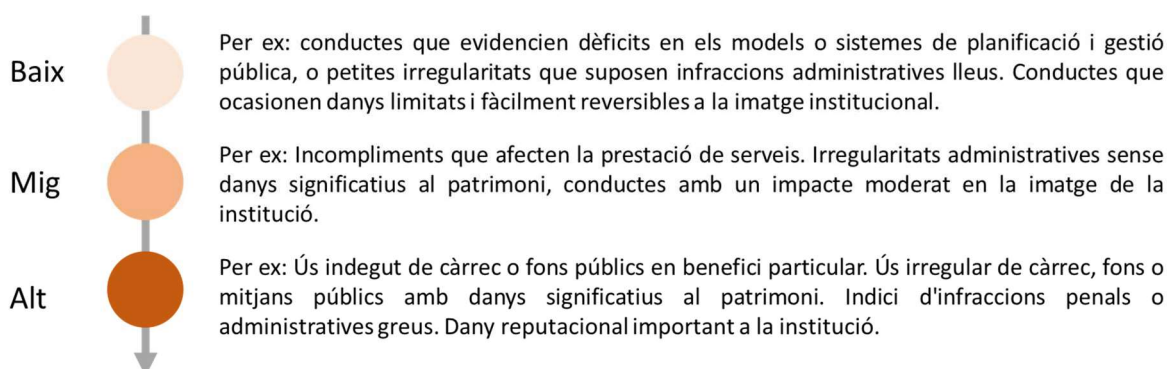 Baix
Per ex: conductes que evidencien dèficits en els models o sistemes de planificació i gestió
pública, o petites irregularitats que suposen infraccions administratives lleus. Conductes que
ocasionen danys limitats i fàcilment reversibles a la imatge institucional.
Mig
Per ex: Incompliments que afecten la prestació de serveis. Irregularitats administratives sense
danys significatius al patrimoni, conductes amb un impacte moderat en la imatge de la
institució.
Alt
Per ex: Ús indegut de càrrec o fons públics en benefici particular. Ús irregular de càrrec, fons o
mitjans públics amb danys significatius al patrimoni. Indici d'infraccions penals o
administratives greus. Dany reputacional important a la institució.